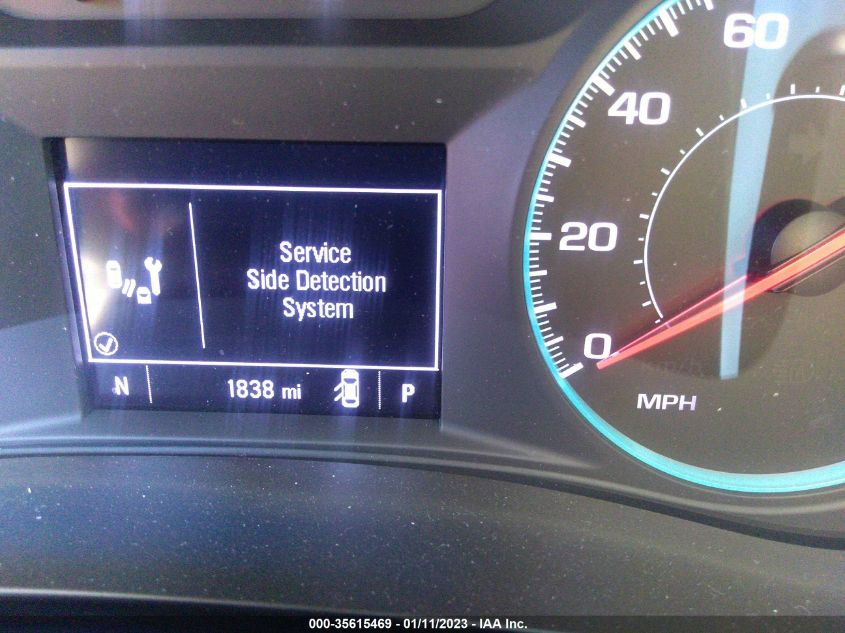 60
40
Service
Side Detection
System
20
0
N 1838 mi P
MPH
000-35615469 - 01/11/2023 - IAA Inc.